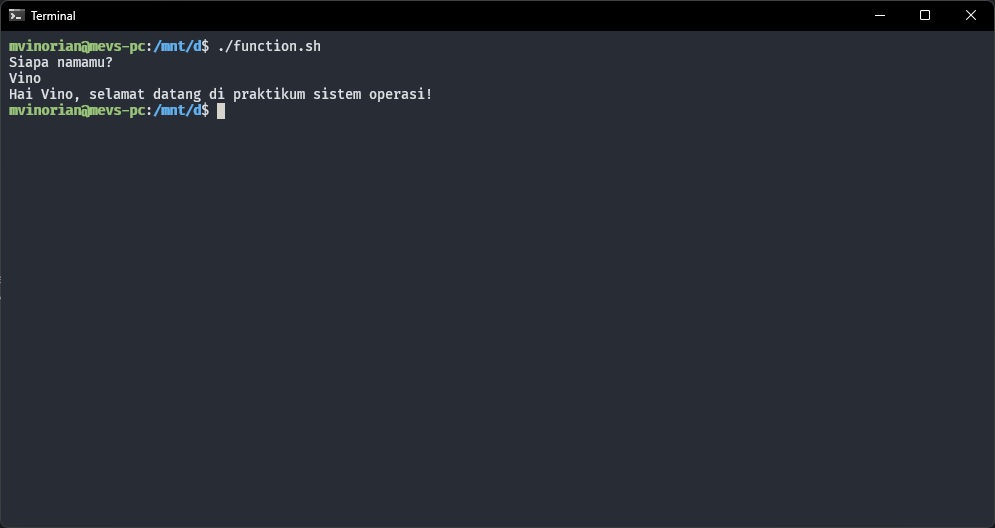 Terminal
mvinorian@mevs-pc:/mnt/d$ ./function.sh
Siapa namamu?
Vino
Hai Vino, selamat datang di praktikum sistem operasi!
mvinorian@mevs-pc:/mnt/d$